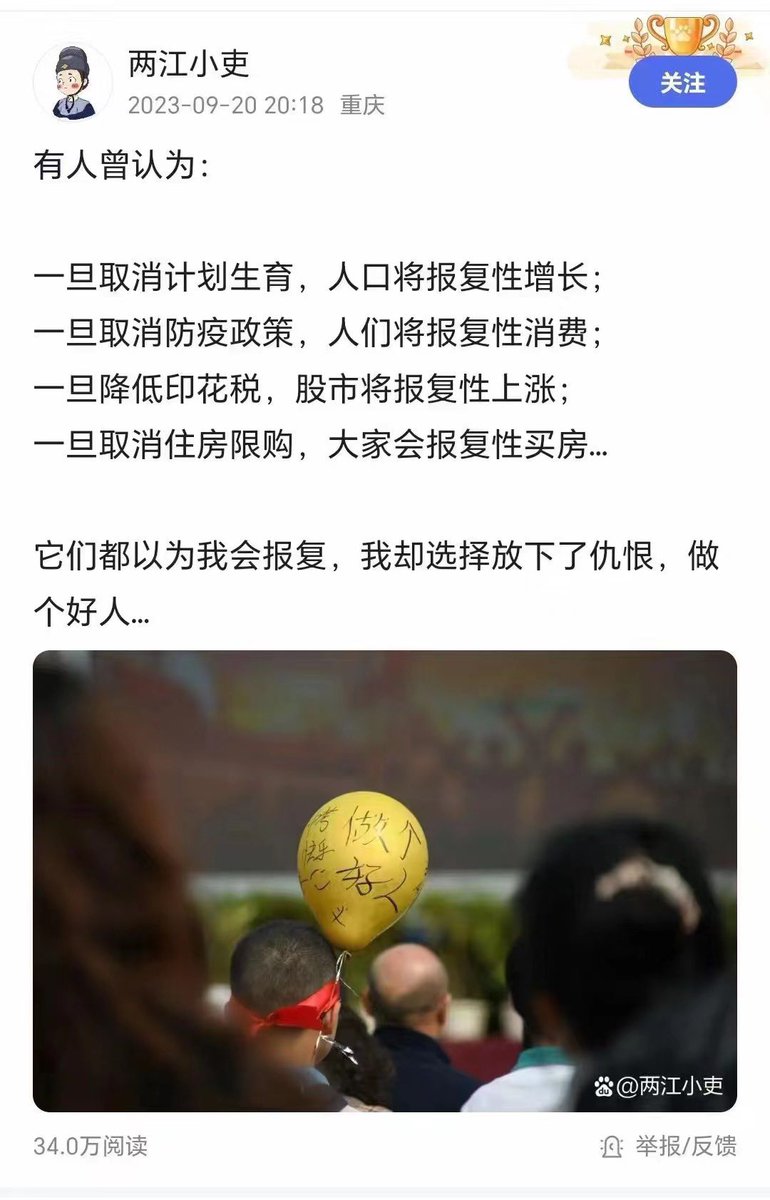 两江小吏
2023-09-20 20:18 重庆
关注
有人曾认为：
一旦取消计划生育，人口将报复性增长；
一旦取消防疫政策，人们将报复性消费；
一旦降低印花税，股市将报复性上涨；
一旦取消住房限购，大家会报复性买房…
它们都以为我会报复，我却选择放下了仇恨，做
个好人…
做个
好人
@两江小吏
34.0万阅读
举报/反馈